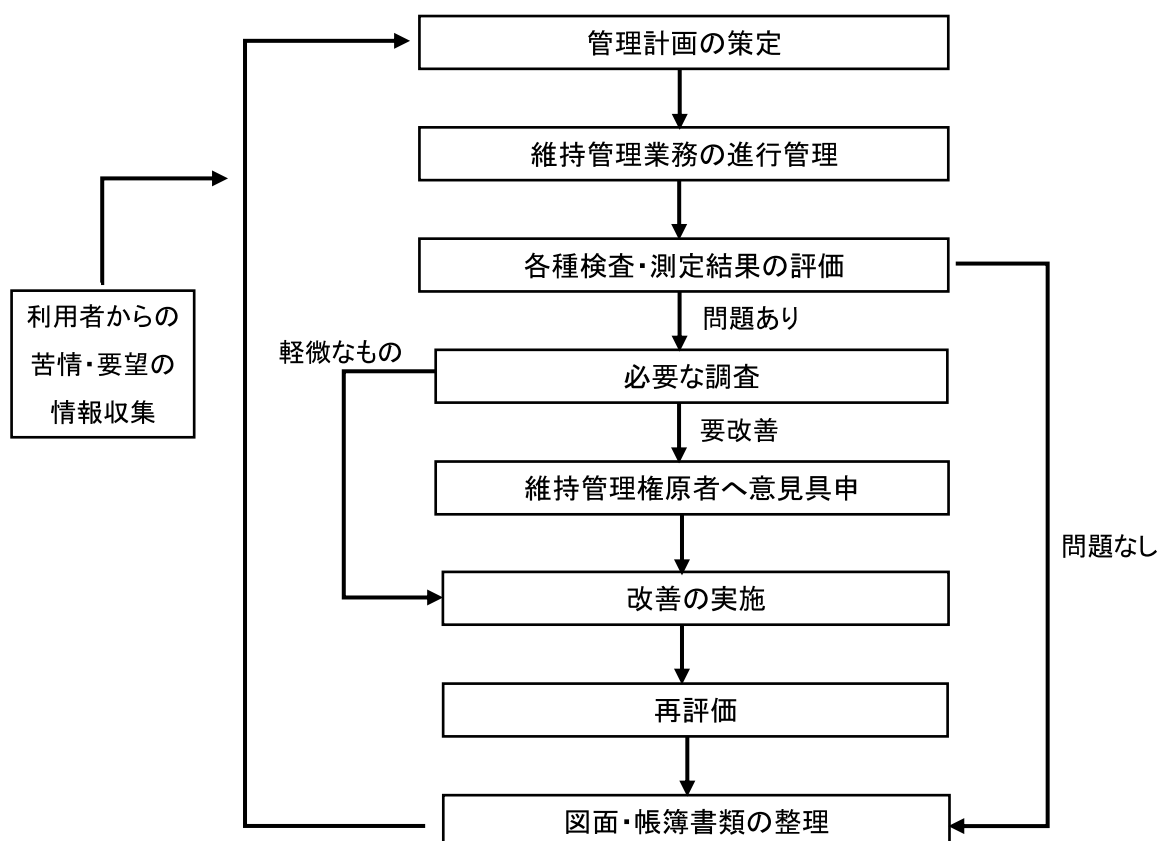 管理計画の策定
維持管理業務の進行管理
各種検査・測定結果の評価
問題あり
利用者からの
苦情・要望の
情報収集
軽微なもの
必要な調査
要改善
維持管理権原者へ意見具申
問題なし
改善の実施
再評価
図面・帳簿書類の整理